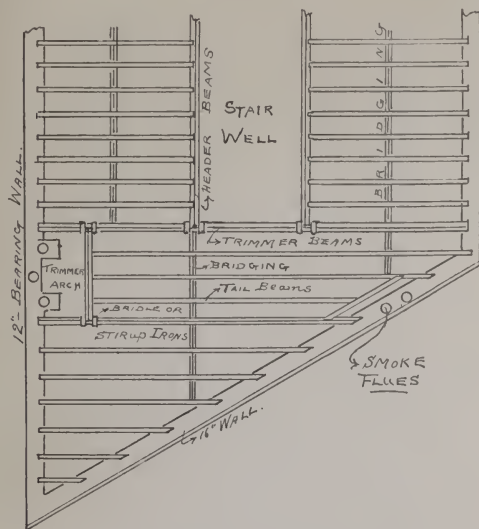 HEADER BEAMS
STAIR
WELL
BRIDGING
12" BEARING WALL.
TRIMMER BEAMS
BRIDGING
TRIMMER
ARCH
TAIL BEAMS
BRIDLE OR
STIRUP IRONS
SMOKE
FLUES
16" WALL.